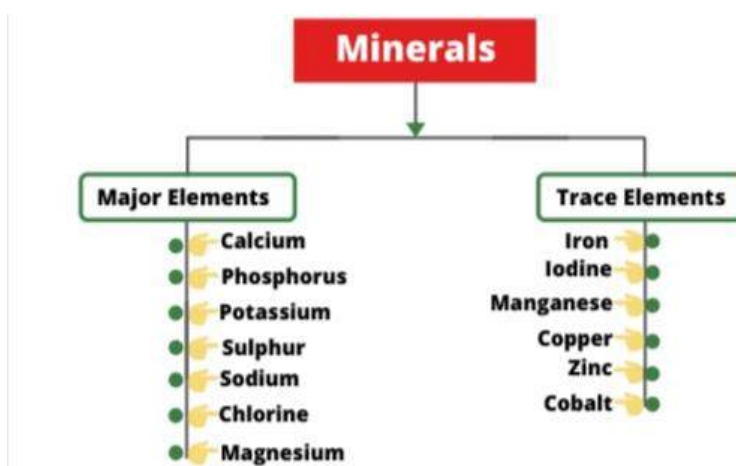 Minerals
Major Elements
Calcium
Phosphorus
Potassium
Sulphur
Sodium
Chlorine
Magnesium
Trace Elements
Iron
Iodine
Manganese
Copper
Zinc
Cobalt